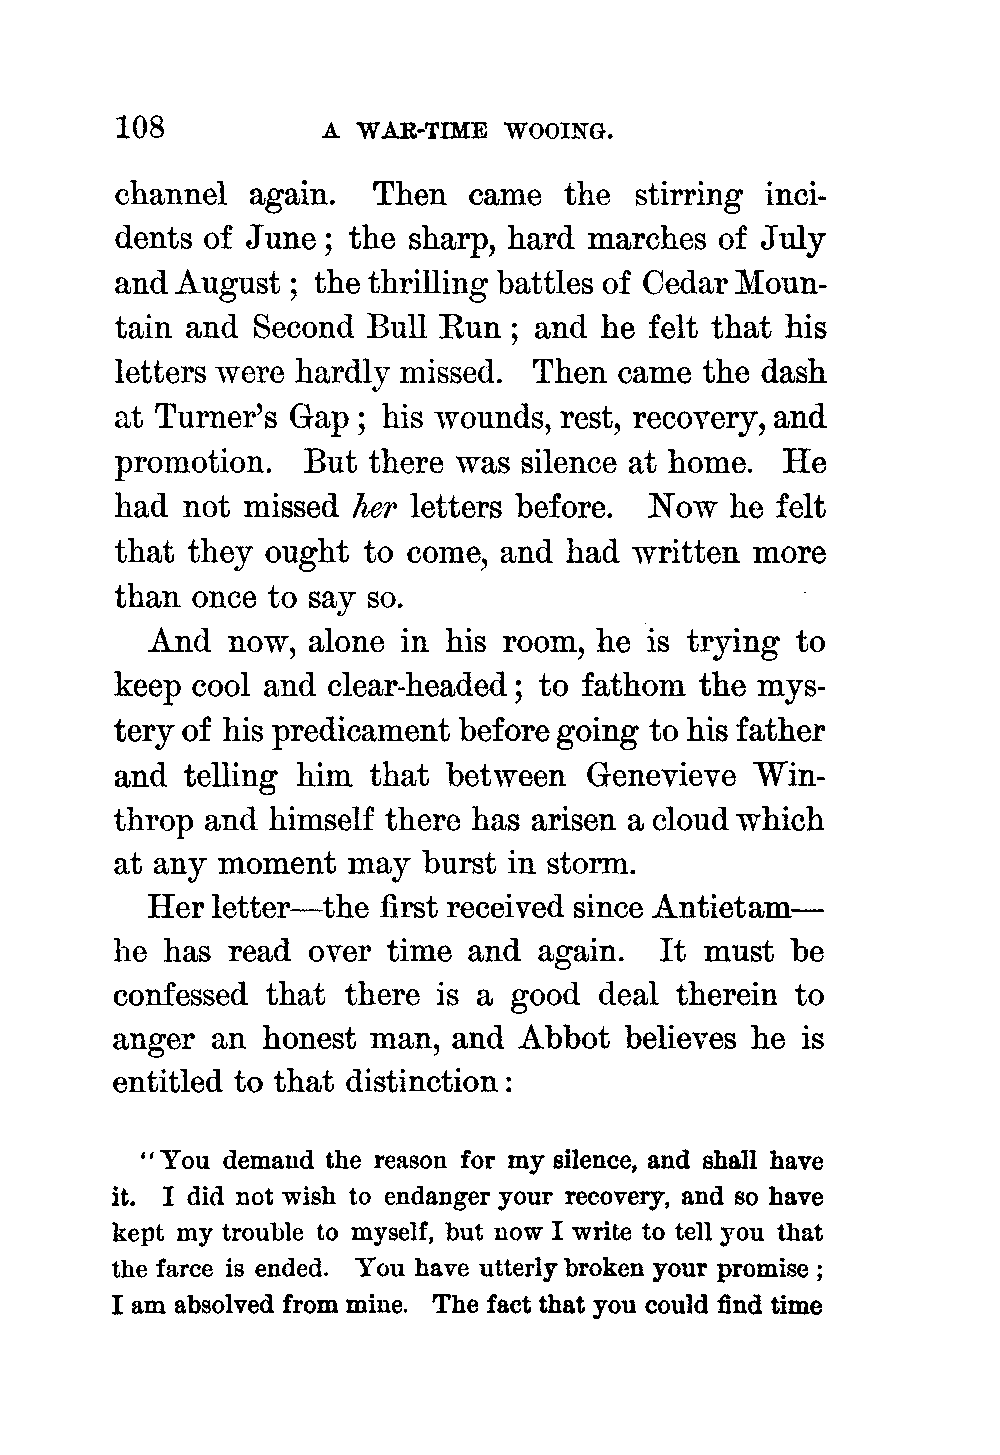 108 A WAR-TIME WOOING.
channel again. Then came the stirring inci-
dents of June; the sharp, hard marches of July
and August; the thrilling battles of Cedar Moun-
tain and Second Bull Run; and he felt that his
letters were hardly missed. Then came the dash
at Turner's Gap; his wounds, rest, recovery, and
promotion. But there was silence at home. He
had not missed her letters before. Now he felt
that they ought to come, and had written more
than once to say so.
And now, alone in his room, he is trying to
keep cool and clear-headed; to fathom the mys-
tery of his predicament before going to his father
and telling him that between Genevieve Win-
throp and himself there has arisen a cloud which
at any moment may burst in storm.
Her letter—the first received since Antietam—
he has read over time and again. It must be
confessed that there is a good deal therein to
anger an honest man, and Abbot believes he is
entitled to that distinction:
"You demand the reason for my silence, and shall have
it. I did not wish to endanger your recovery, and so have
kept my trouble to myself, but now I write to tell you that
the farce is ended. You have utterly broken your promise;
I am absolved from mine. The fact that you could find time